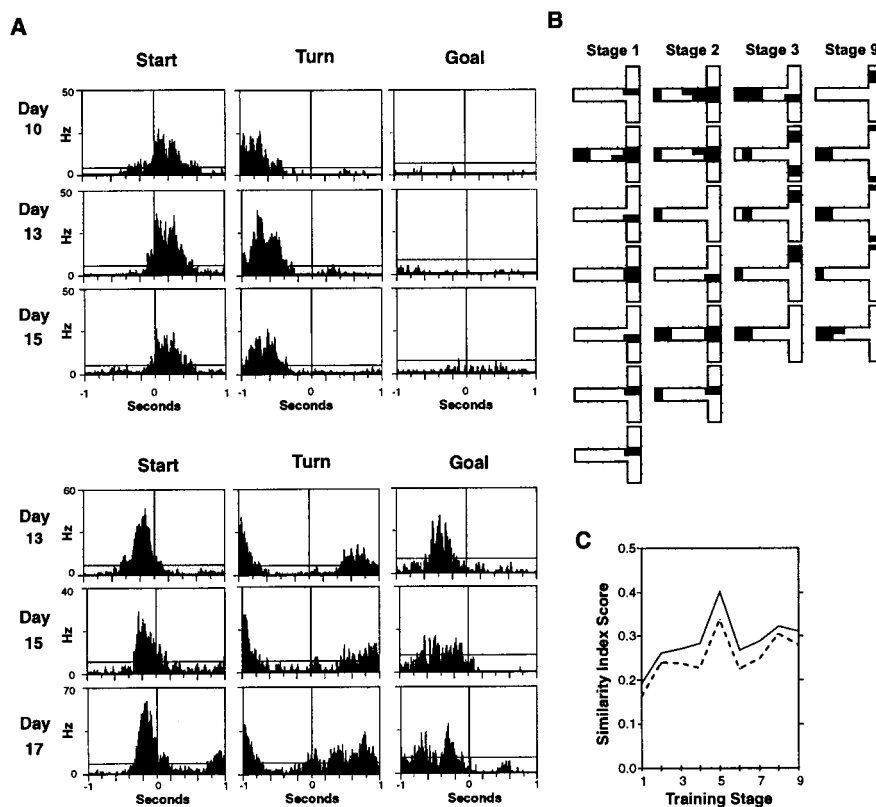 A
Start Turn Goal
Day 10
Hz
50
0
Day 13
Hz
50
0
Day 15
Hz
50
0
-1 0 1 -1 0 1 -1 0 1
Seconds Seconds Seconds
Start Turn Goal
Day 13
Hz
60
0
Day 15
Hz
40
0
Day 17
Hz
70
0
-1 0 1 -1 0 1 -1 0 1
Seconds Seconds Seconds
B
Stage 1 Stage 2 Stage 3 Stage 9
C
Similarity Index Score
0.5
0.4
0.3
0.2
0.1
0.0
1 3 5 7 9
Training Stage